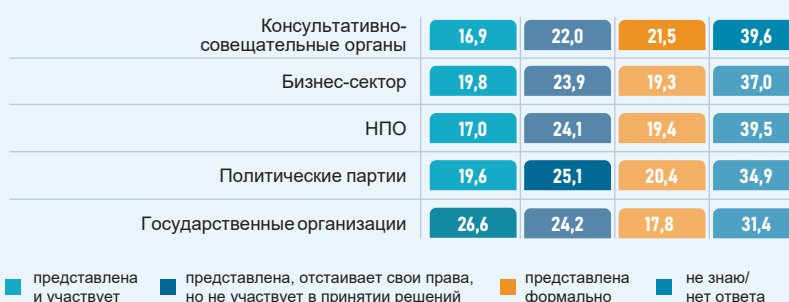 Консультативно-
совещательные органы
16,9 22,0 21,5 39,6
Бизнес-сектор 19,8 23,9 19,3 37,0
НПО 17,0 24,1 19,4 39,5
Политические партии 19,6 25,1 20,4 34,9
Государственные организации 26,6 24,2 17,8 31,4
представлена
и участвует
представлена, отстаивает свои права,
но не участвует в принятии решений
представлена
формально
не знаю/
нет ответа